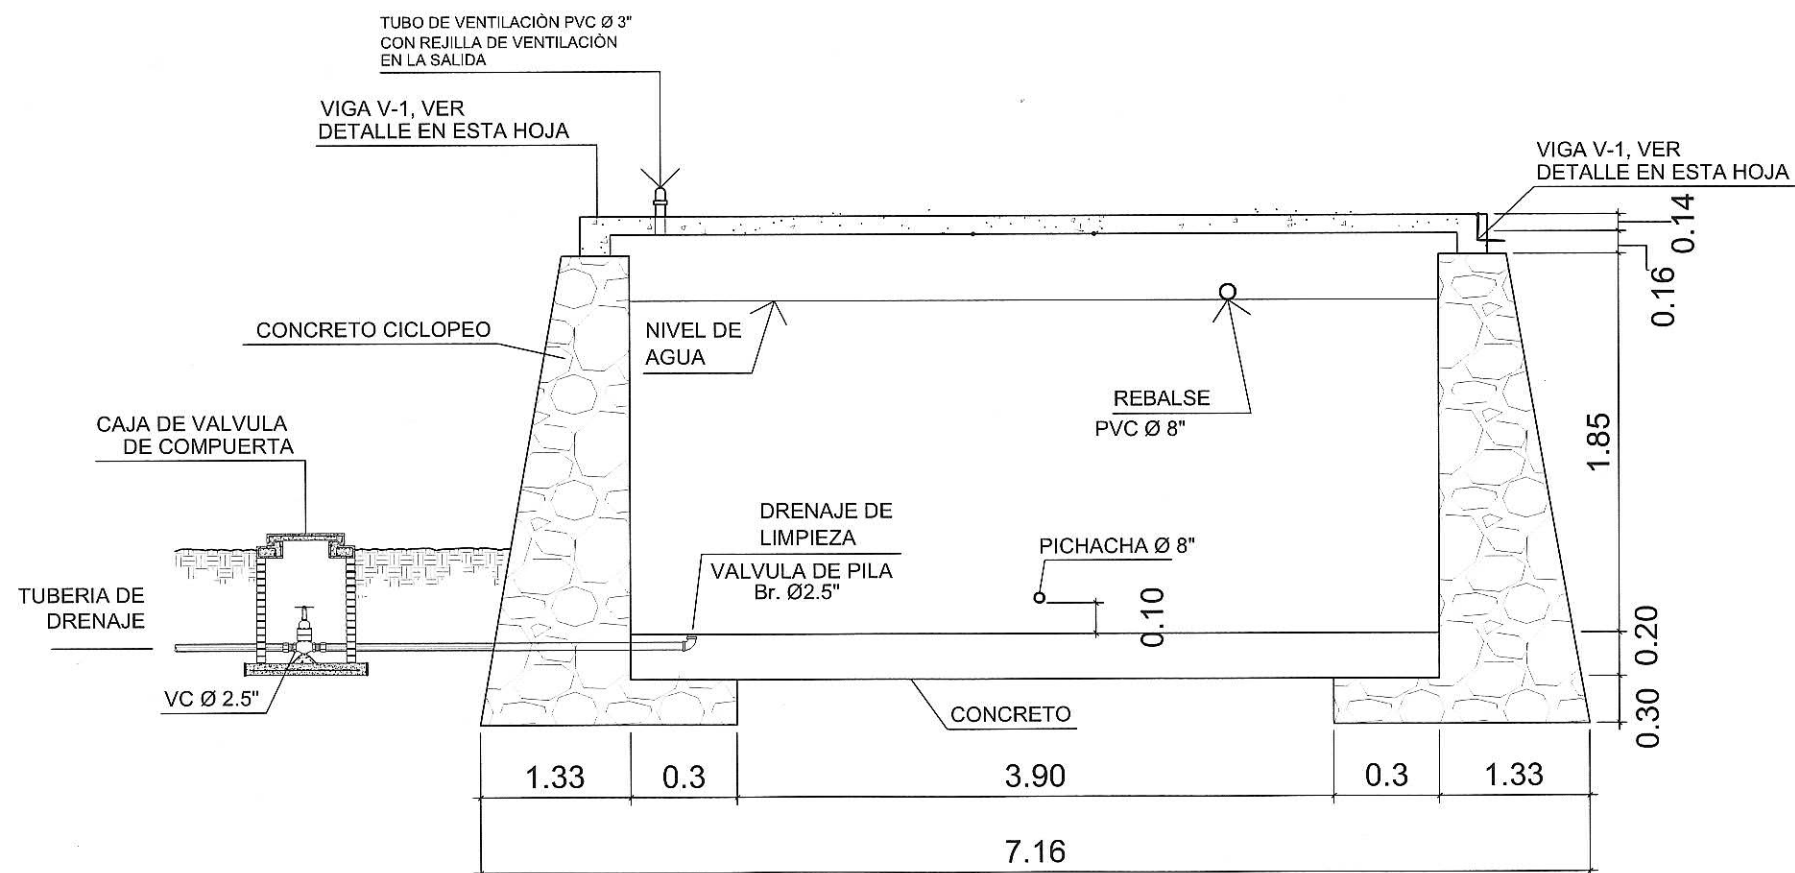 TUBO DE VENTILACIÒN PVC Ø 3"
CON REJILLA DE VENTILACIÒN
EN LA SALIDA
VIGA V-1, VER
DETALLE EN ESTA HOJA
VIGA V-1, VER
DETALLE EN ESTA HOJA
0.14
0.16
CONCRETO CICLOPEO
NIVEL DE
AGUA
REBALSE
PVC Ø 8"
1.85
CAJA DE VALVULA
DE COMPUERTA
DRENAJE DE
LIMPIEZA
VALVULA DE PILA
Br. Ø2.5"
PICHACHA Ø 8"
0.10
TUBERIA DE
DRENAJE
0.20
VC Ø 2.5"
CONCRETO
0.30
1.33
0.3
3.90
0.3
1.33
7.16